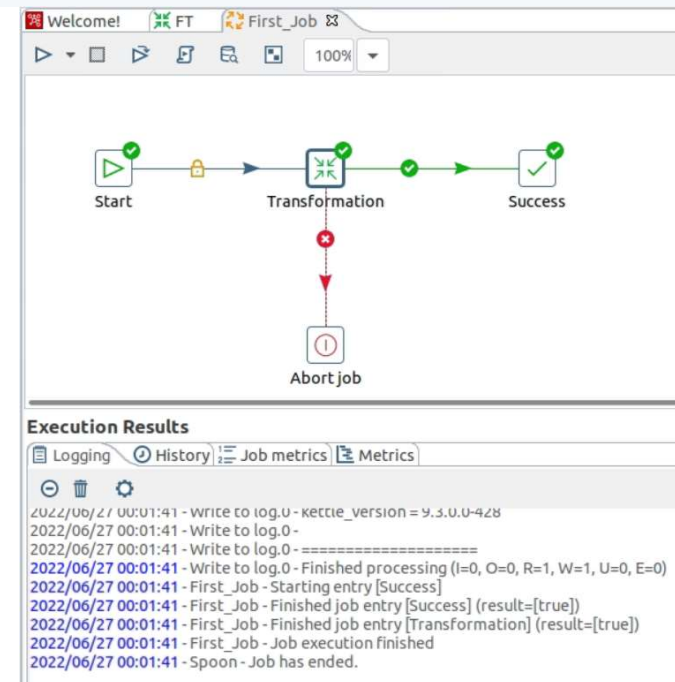 Welcome! FT First_Job
100%
Start Transformation Success
Abort job
Execution Results
Logging History Job metrics Metrics
2022/06/27 00:01:41 - Write to log.0 - kettle_version = 9.3.0.0-428
2022/06/27 00:01:41 - Write to log.0 -
2022/06/27 00:01:41 - Write to log.0 - ====================
2022/06/27 00:01:41 - Write to log.0 - Finished processing (I=0, O=0, R=1, W=1, U=0, E=0)
2022/06/27 00:01:41 - First_Job - Starting entry [Success]
2022/06/27 00:01:41 - First_Job - Finished job entry [Success] (result=[true])
2022/06/27 00:01:41 - First_Job - Finished job entry [Transformation] (result=[true])
2022/06/27 00:01:41 - First_Job - Job execution finished
2022/06/27 00:01:41 - Spoon - Job has ended.